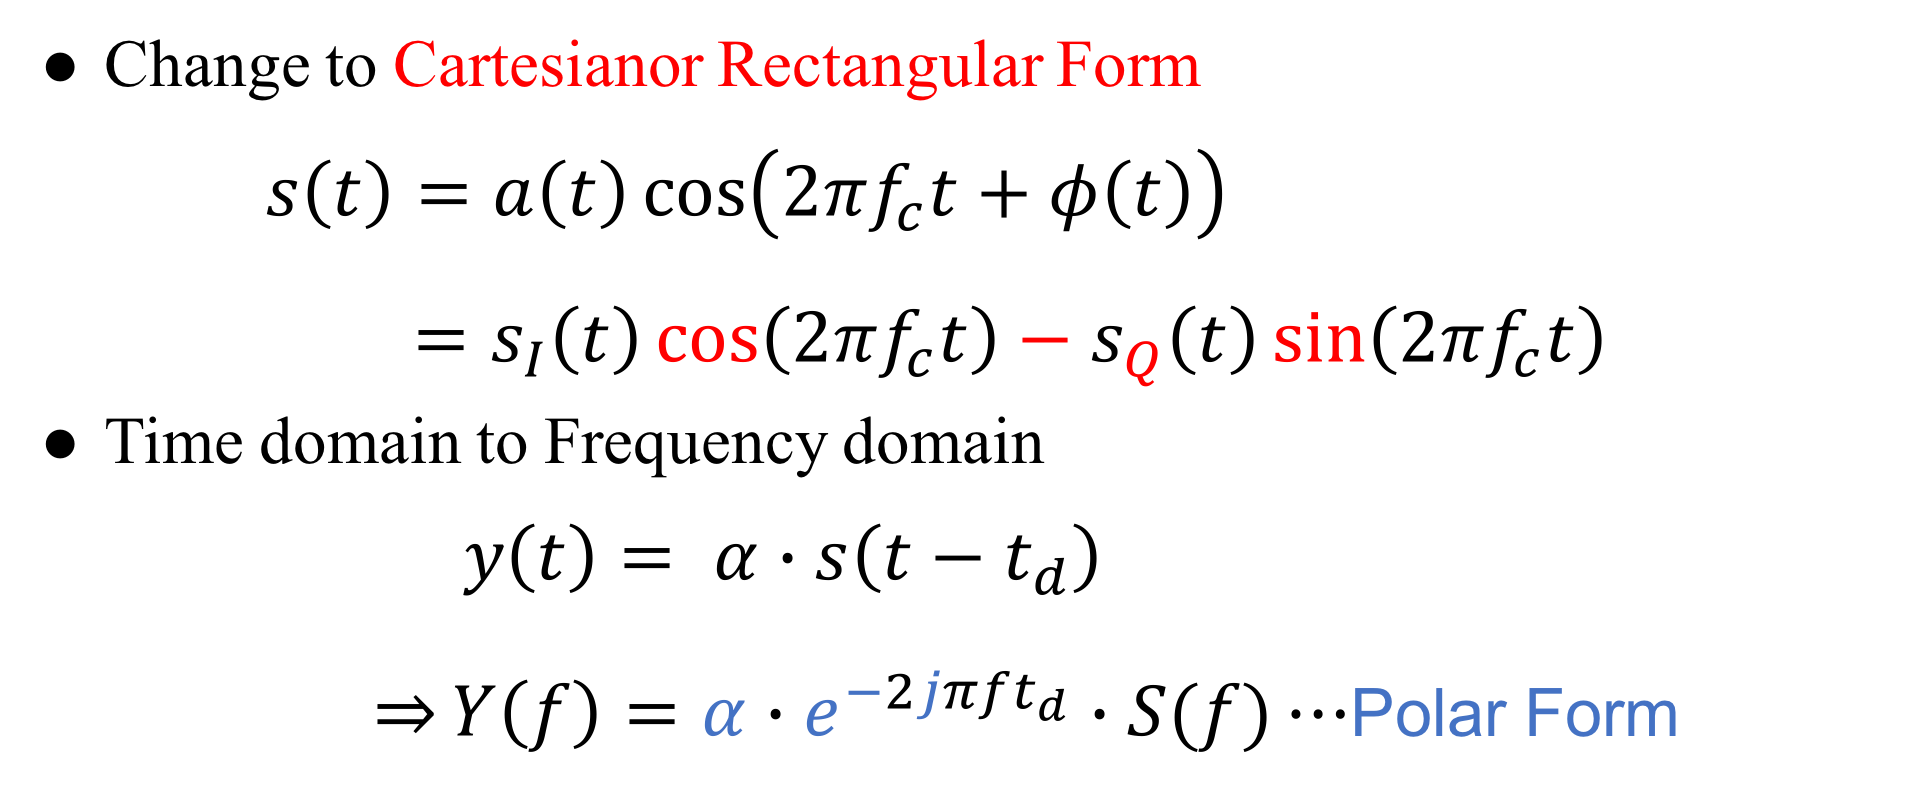 ● Change to Cartesianor Rectangular Form
s(t) = a(t) cos(2πf_c t + ϕ(t))
= s_I(t) cos(2πf_c t) − s_Q(t) sin(2πf_c t)
● Time domain to Frequency domain
y(t) = α · s(t − t_d)
⇒ Y(f) = α · e^{−2jπft_d} · S(f) ⋯Polar Form